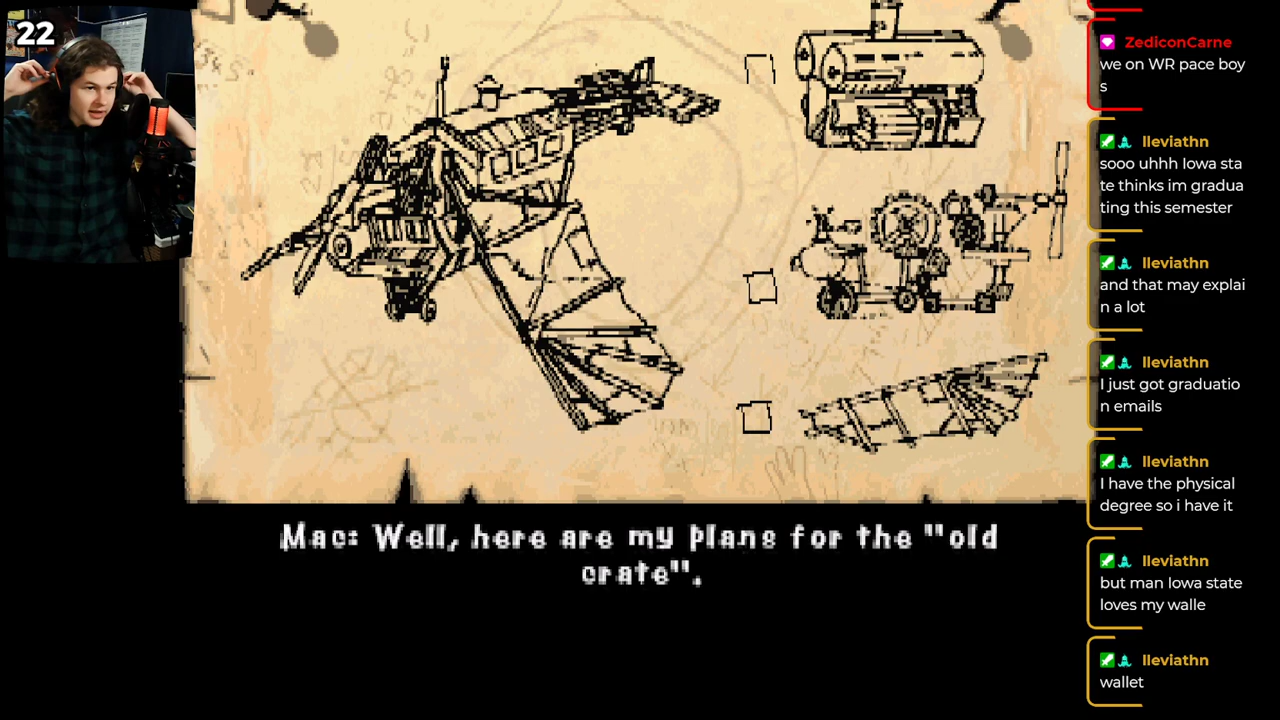 22
Mac: Well, here are my plans for the "old
crate".
ZediconCarne
we on WR pace boy
s
lleviathn
sooo uhhh Iowa sta
te thinks im gradua
ting this semester
lleviathn
and that may explai
n a lot
lleviathn
I just got graduatio
n emails
lleviathn
I have the physical
degree so i have it
lleviathn
but man Iowa state
loves my walle
lleviathn
wallet